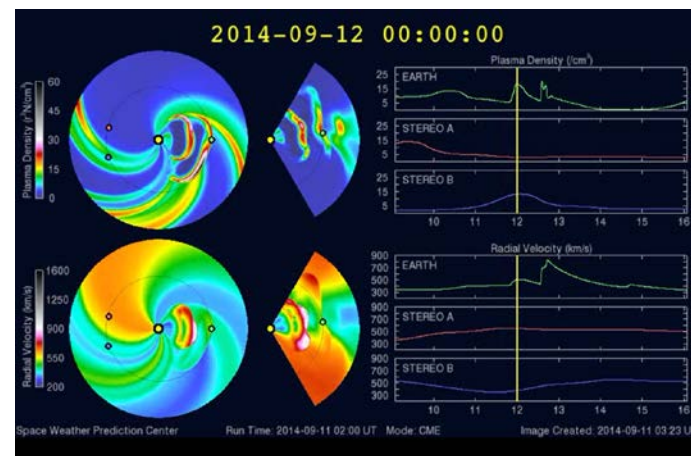 2014-09-12 00:00:00
Plasma Density (/cm³)
Plasma Density (r²N/cm³)
60
45
30
15
0
25
15
5
EARTH
25
15
5
STEREO A
25
15
5
STEREO B
10 11 12 13 14 15 16
Radial Velocity (km/s)
Radial Velocity (km/s)
1600
1250
900
550
200
900
700
500
300
EARTH
900
700
500
300
STEREO A
900
700
500
300
STEREO B
10 11 12 13 14 15 16
Space Weather Prediction Center Run Time: 2014-09-11 02:00 UT Mode: CME Image Created: 2014-09-11 03:23 U